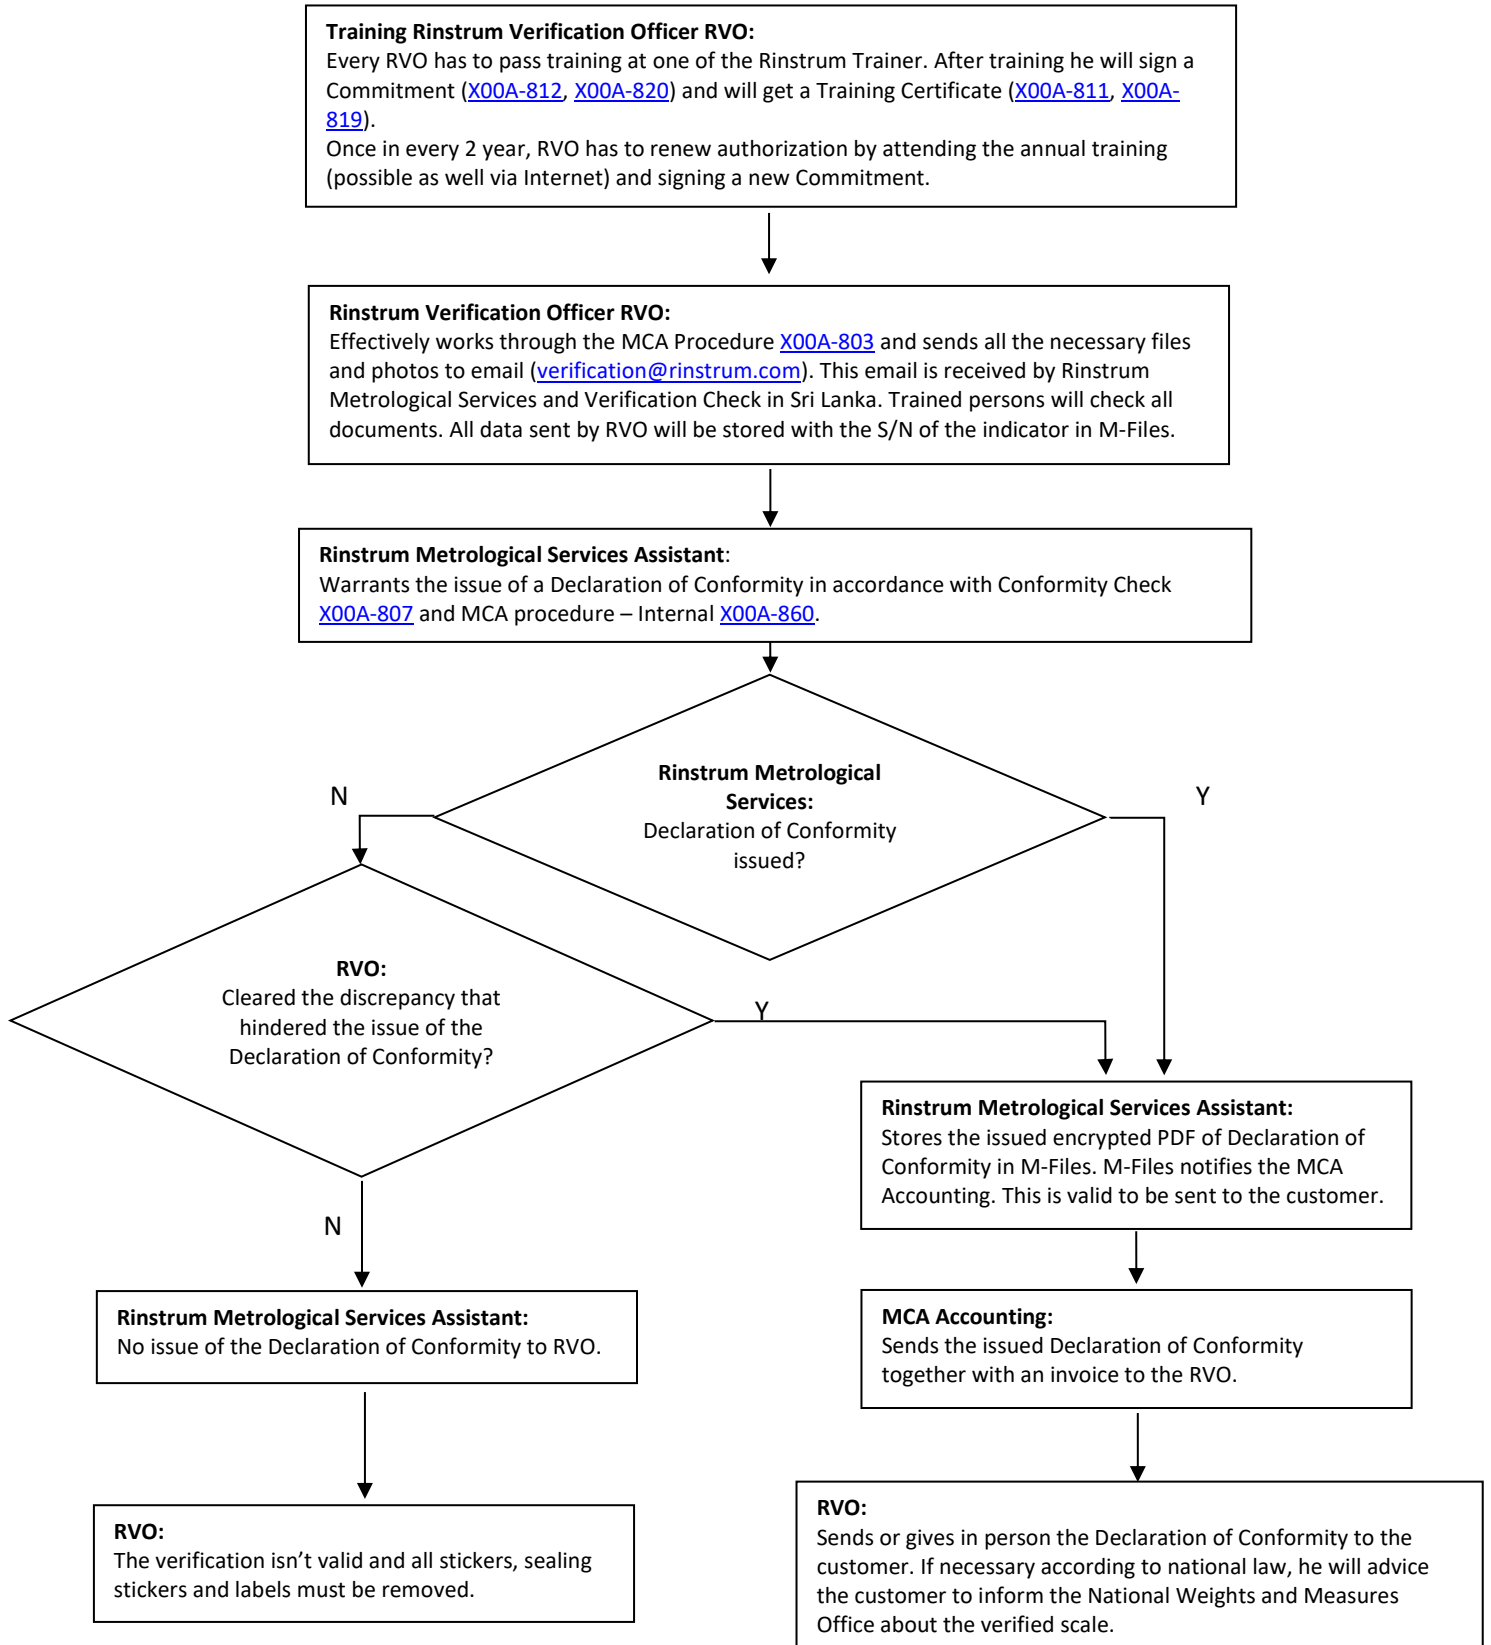 Training Rinstrum Verification Officer RVO:
Every RVO has to pass training at one of the Rinstrum Trainer. After training he will sign a
Commitment (X00A-812, X00A-820) and will get a Training Certificate (X00A-811, X00A-
819).
Once in every 2 year, RVO has to renew authorization by attending the annual training
(possible as well via Internet) and signing a new Commitment.
Rinstrum Verification Officer RVO:
Effectively works through the MCA Procedure X00A-803 and sends all the necessary files
and photos to email (verification@rinstrum.com). This email is received by Rinstrum
Metrological Services and Verification Check in Sri Lanka. Trained persons will check all
documents. All data sent by RVO will be stored with the S/N of the indicator in M-Files.
Rinstrum Metrological Services Assistant:
Warrants the issue of a Declaration of Conformity in accordance with Conformity Check
X00A-807 and MCA procedure – Internal X00A-860.
Rinstrum Metrological
Services:
Declaration of Conformity
issued?
N
Y
RVO:
Cleared the discrepancy that
hindered the issue of the
Declaration of Conformity?
Y
N
Rinstrum Metrological Services Assistant:
Stores the issued encrypted PDF of Declaration of
Conformity in M-Files. M-Files notifies the MCA
Accounting. This is valid to be sent to the customer.
Rinstrum Metrological Services Assistant:
No issue of the Declaration of Conformity to RVO.
MCA Accounting:
Sends the issued Declaration of Conformity
together with an invoice to the RVO.
RVO:
The verification isn’t valid and all stickers, sealing
stickers and labels must be removed.
RVO:
Sends or gives in person the Declaration of Conformity to the
customer. If necessary according to national law, he will advice
the customer to inform the National Weights and Measures
Office about the verified scale.